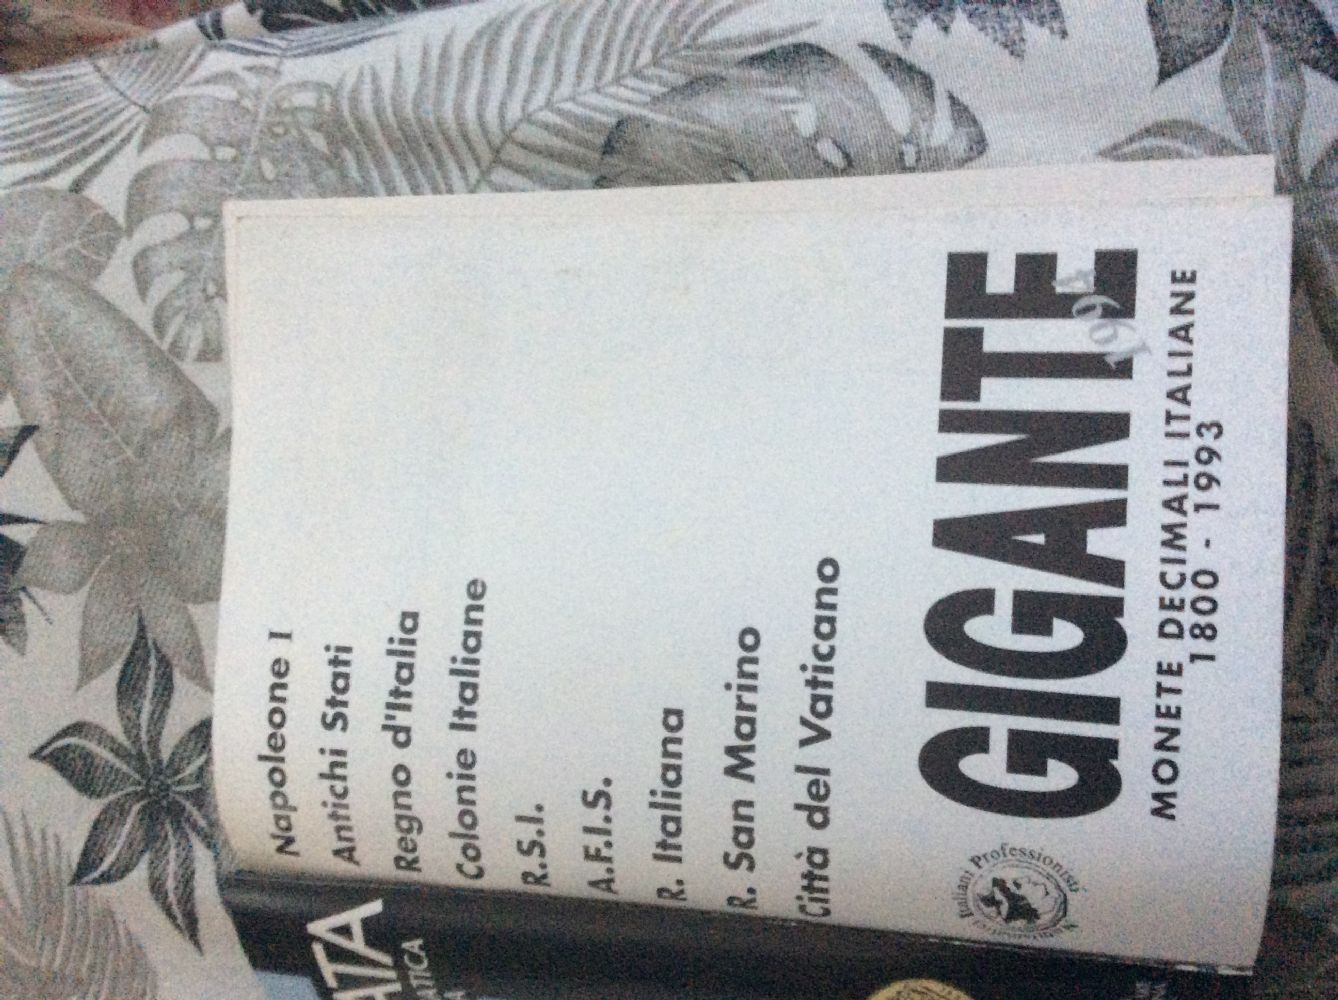 Napoleone I
Antichi Stati
Regno d'Italia
Colonie Italiane
R.S.I.
A.F.I.S.
R. Italiana
R. San Marino
Città del Vaticano
Italiani Professionisti
GIGANTE
1994
MONETE DECIMALI ITALIANE
1800 - 1993